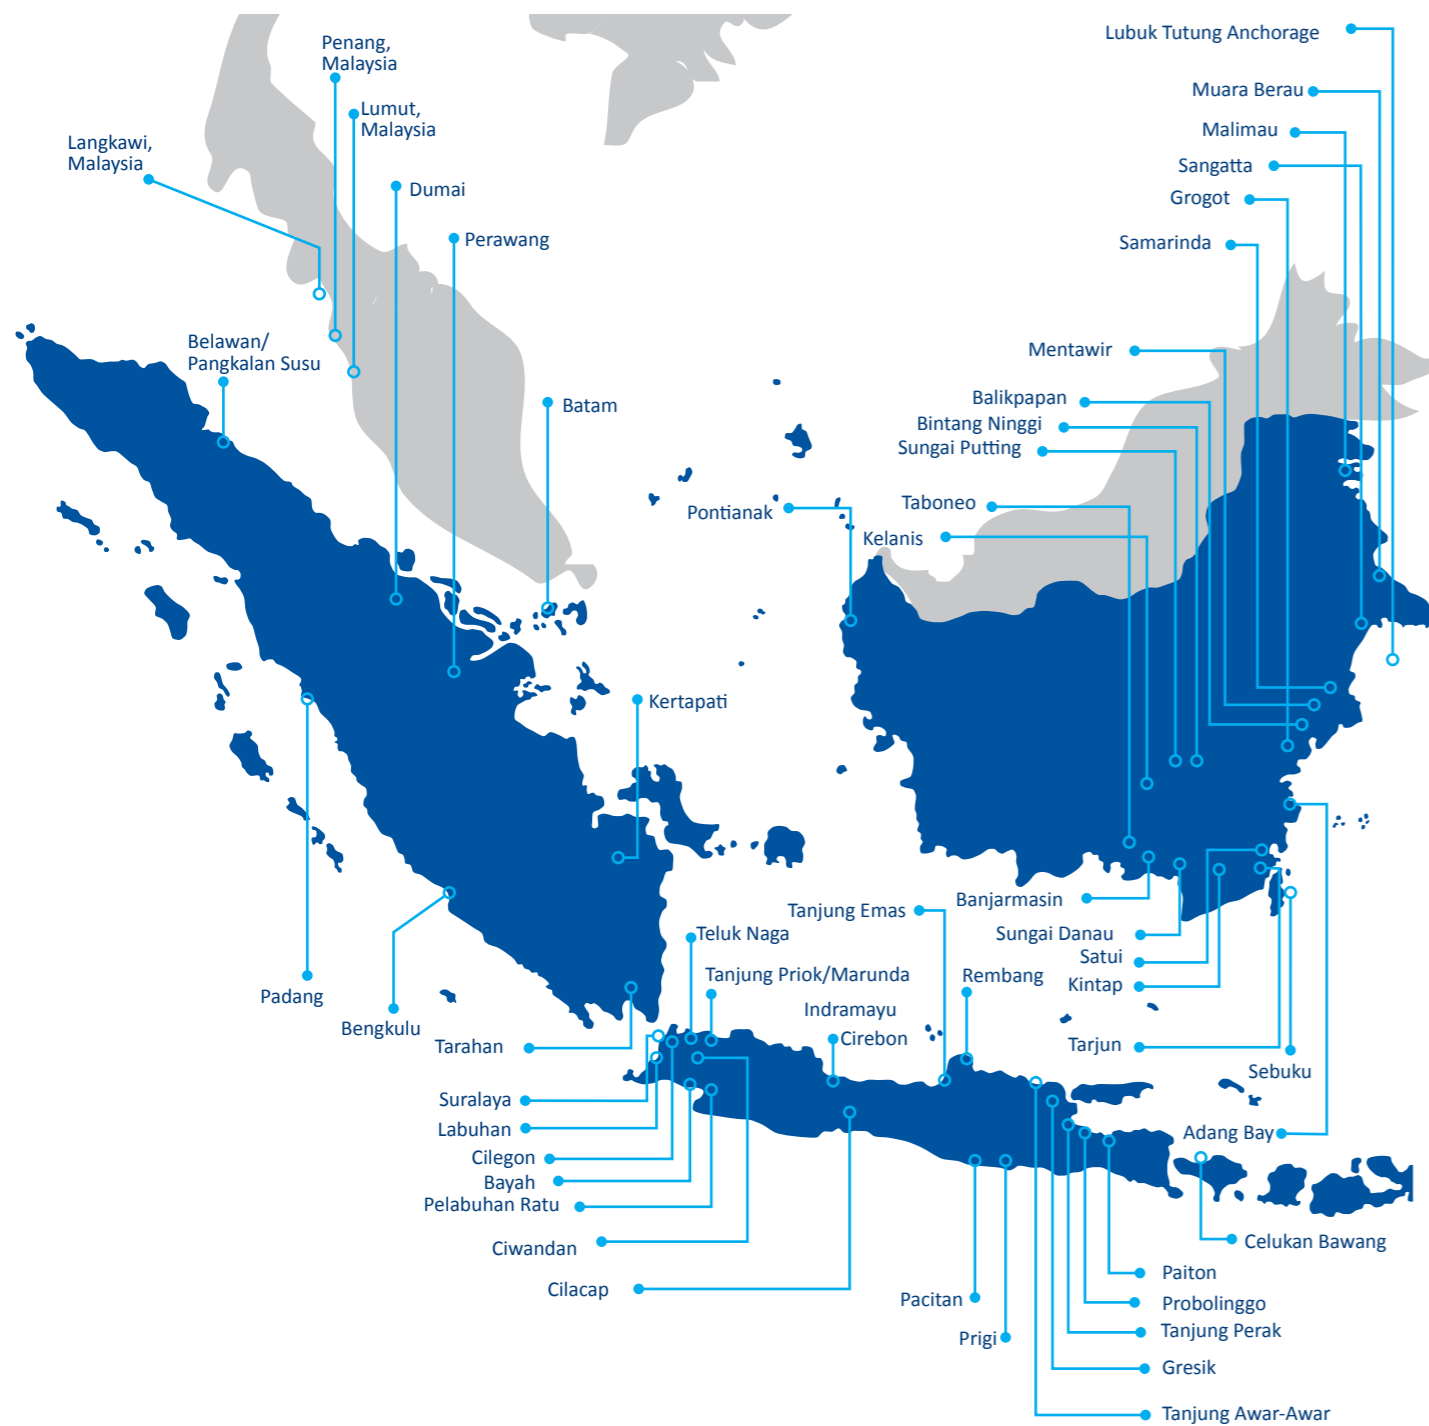 Penang,
Malaysia
Lumut,
Malaysia
Langkawi,
Malaysia
Dumai
Perawang
Belawan/
Pangkalan Susu
Batam
Lubuk Tutung Anchorage
Muara Berau
Malimau
Sangatta
Grogot
Samarinda
Mentawir
Balikpapan
Bintang Ninggi
Sungai Putting
Taboneo
Pontianak
Kelanis
Kertapati
Padang
Bengkulu
Tarahan
Teluk Naga
Tanjung Priok/Marunda
Indramayu
Cirebon
Tanjung Emas
Rembang
Banjarmasin
Sungai Danau
Satui
Kintap
Tarjun
Sebuku
Adang Bay
Suralaya
Labuhan
Cilegon
Bayah
Pelabuhan Ratu
Ciwandan
Cilacap
Pacitan
Prigi
Celukan Bawang
Paiton
Probolinggo
Tanjung Perak
Gresik
Tanjung Awar-Awar